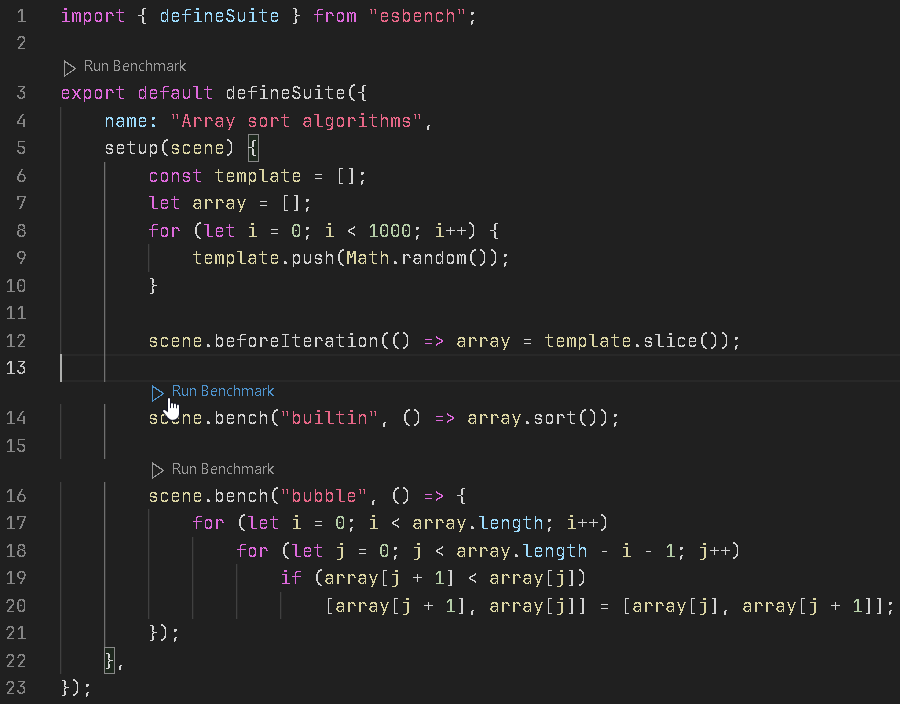 1 import { defineSuite } from "esbench";
2
Run Benchmark
3 export default defineSuite({
4     name: "Array sort algorithms",
5     setup(scene) {
6         const template = [];
7         let array = [];
8         for (let i = 0; i < 1000; i++) {
9             template.push(Math.random());
10         }
11
12         scene.beforeIteration(() => array = template.slice());
13
Run Benchmark
14         scene.bench("builtin", () => array.sort());
15
Run Benchmark
16         scene.bench("bubble", () => {
17             for (let i = 0; i < array.length; i++)
18                 for (let j = 0; j < array.length - i - 1; j++)
19                     if (array[j + 1] < array[j])
20                         [array[j + 1], array[j]] = [array[j], array[j + 1]];
21         });
22     },
23 });